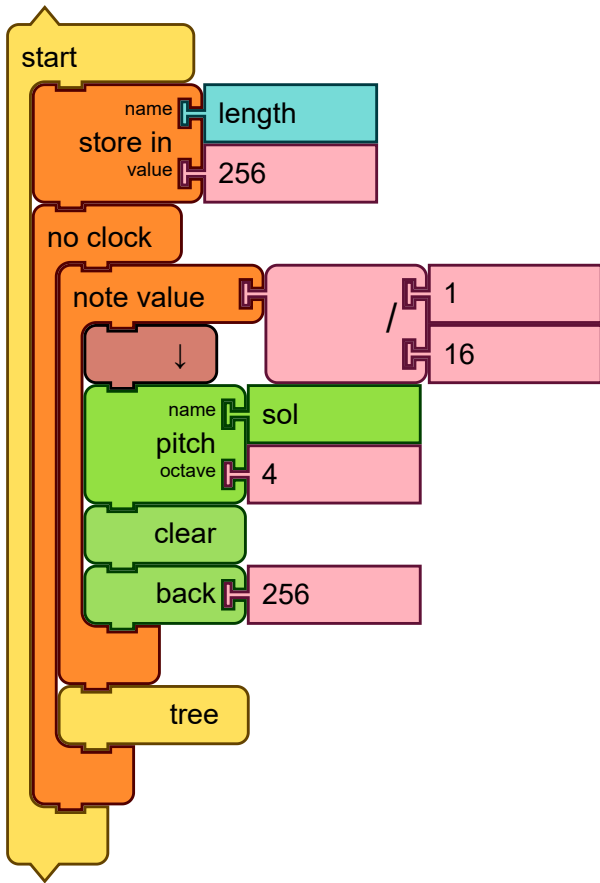 start
name length
store in
value 256
no clock
note value / 1
16
↓
name sol
pitch
octave 4
clear
back 256
tree